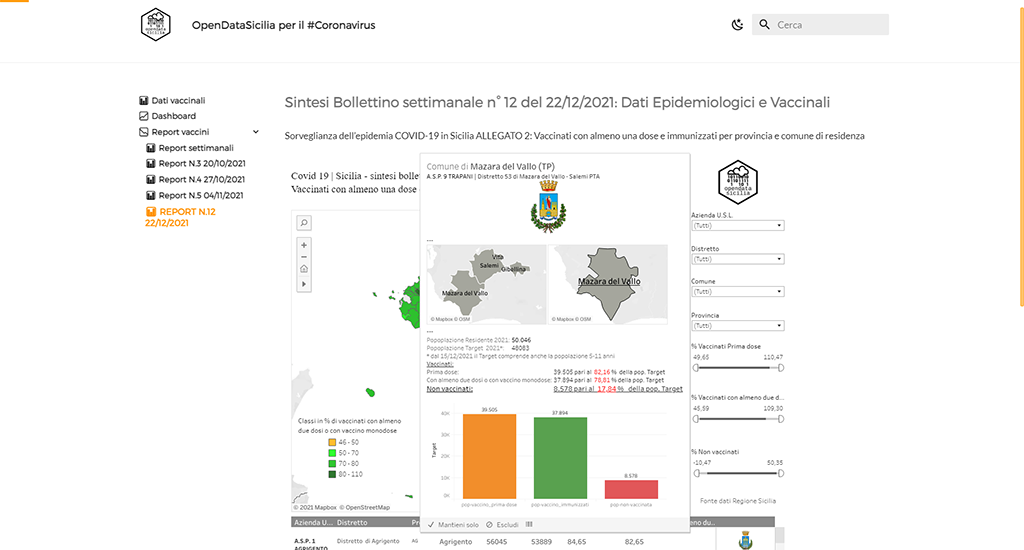 OpenDataSicilia per il #Coronavirus
Cerca
Dati vaccinali
Dashboard
Report vaccini
Report settimanali
Report N.3 20/10/2021
Report N.4 27/10/2021
Report N.5 04/11/2021
REPORT N.12
22/12/2021
Sintesi Bollettino settimanale n° 12 del 22/12/2021: Dati Epidemiologici e Vaccinali
Sorveglianza dell'epidemia COVID-19 in Sicilia ALLEGATO 2: Vaccinati con almeno una dose e immunizzati per provincia e comune di residenza
Covid 19 | Sicilia - sintesi bolle
Vaccinati con almeno una dose
Comune di Mazara del Vallo (TP)
A.S.P. 9 TRAPANI | Distretto 53 di Mazara del Vallo - Salemi PTA
...
Vita
Salemi
Gibellina
Mazara del Vallo
© Mapbox © OSM
Mazara del Vallo
© Mapbox © OSM
...
Popoplazione Residente 2021: 50.046
Popoplazione Target 2021*: 48083
* dal 15/12/2021 il Target comprende anche la popolazione 5-11 anni
Vaccinati:
Prima dose: 39.505 pari al 82,16 % della pop. Target
Con almeno due dosi o con vaccino monodose: 37.894 pari al 78,81 % della pop. Target
Non vaccinati: 8.578 pari al 17,84 % della pop. Target
Target
40K
30K
20K
10K
0K
39.505
37.894
8.578
pop vaccino, prima dose
pop vaccino, immunizzati
pop non vaccinata
Mantieni solo
Escludi
opendata
sicilia
Azienda U.S.L.
(Tutti)
Distretto
(Tutti)
Comune
(Tutti)
Provincia
(Tutti)
% Vaccinati Prima dose
49,65 110,47
% Vaccinati con almeno due d...
45,59 109,30
% Non vaccinati
-10,47 50,35
Fonte dati Regione Sicilia
Classi in % di vaccinati con almeno
due dosi o con vaccino monodose
46 - 50
50 - 70
70 - 80
80 - 110
© 2021 Mapbox © OpenStreetMap
Azienda U... Distretto
A.S.P. 1
AGRIGENTO
Distretto di Agrigento
Agrigento 56045 53889 84,65 82,65